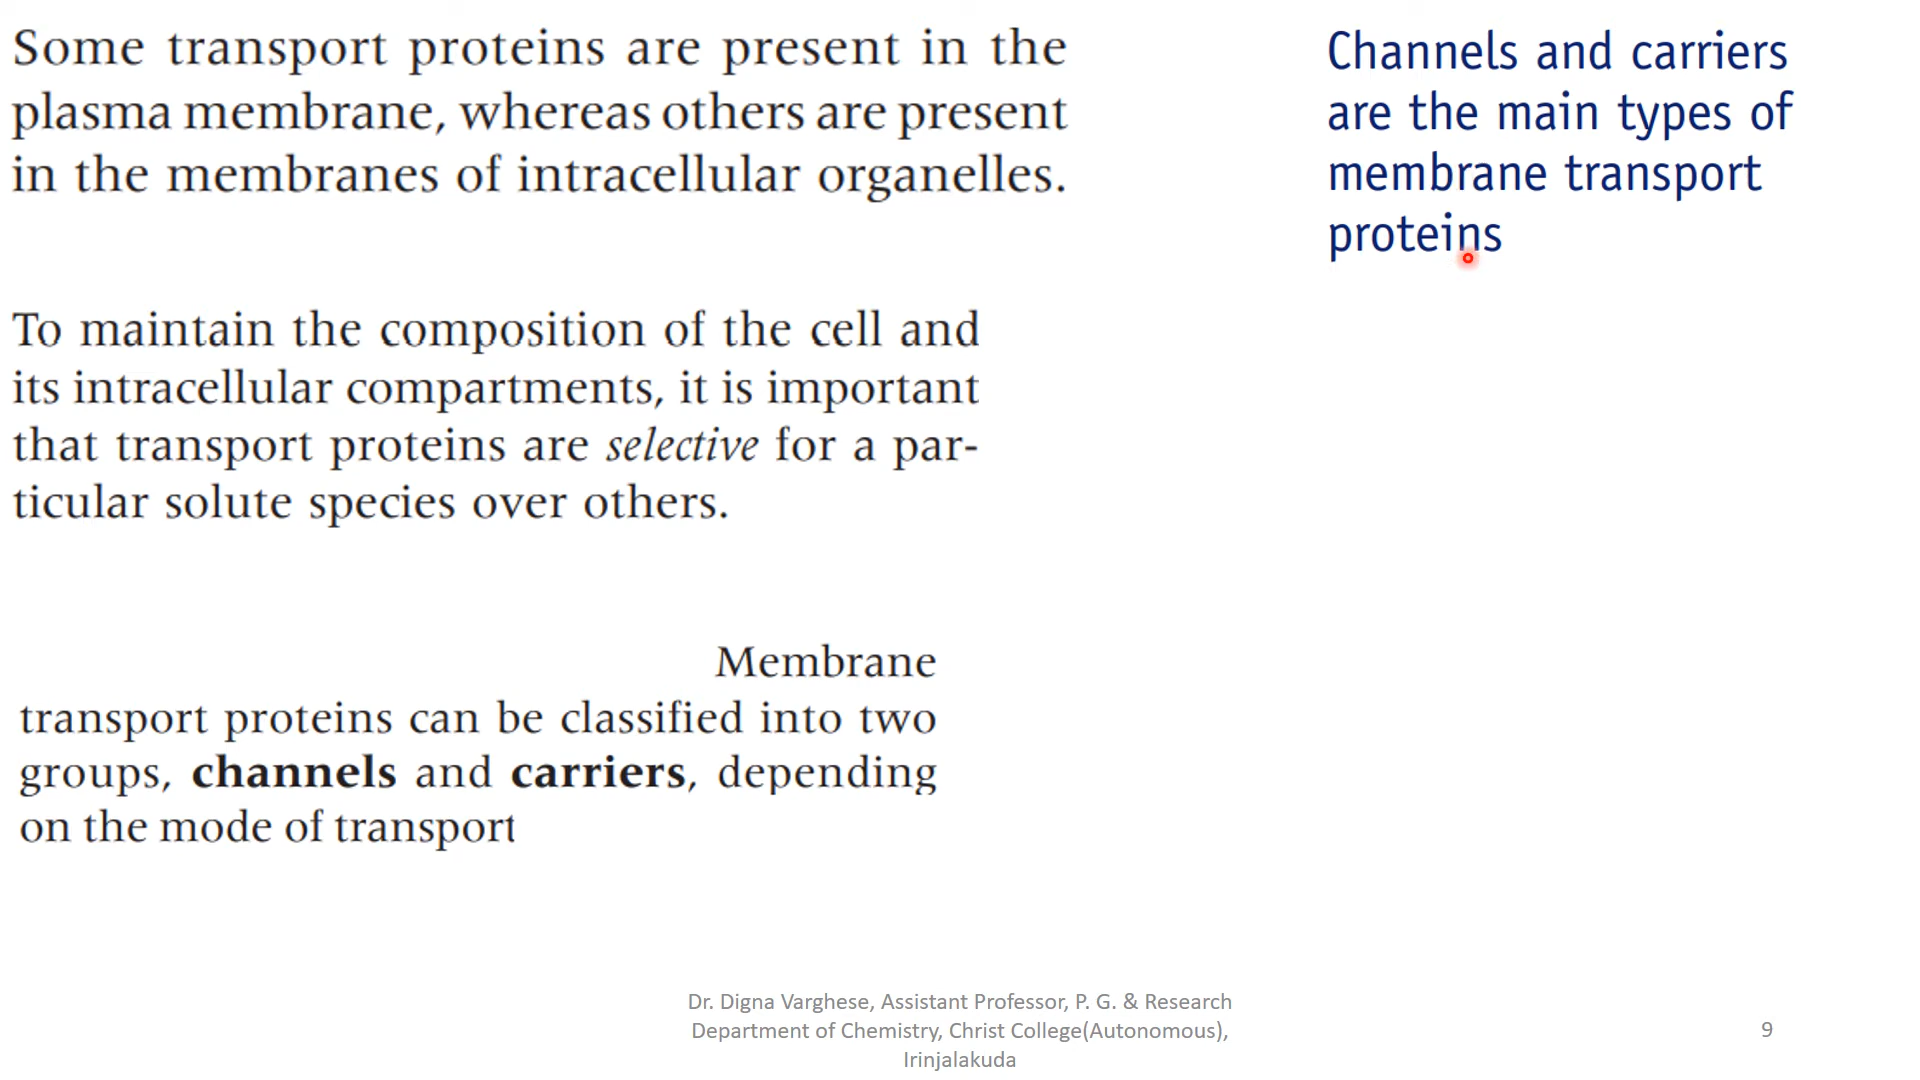 Some transport proteins are present in the
plasma membrane, whereas others are present
in the membranes of intracellular organelles.
Channels and carriers
are the main types of
membrane transport
proteins
To maintain the composition of the cell and
its intracellular compartments, it is important
that transport proteins are selective for a par-
ticular solute species over others.
Membrane
transport proteins can be classified into two
groups, channels and carriers, depending
on the mode of transport
Dr. Digna Varghese, Assistant Professor, P. G. & Research
Department of Chemistry, Christ College(Autonomous),
Irinjalakuda
9